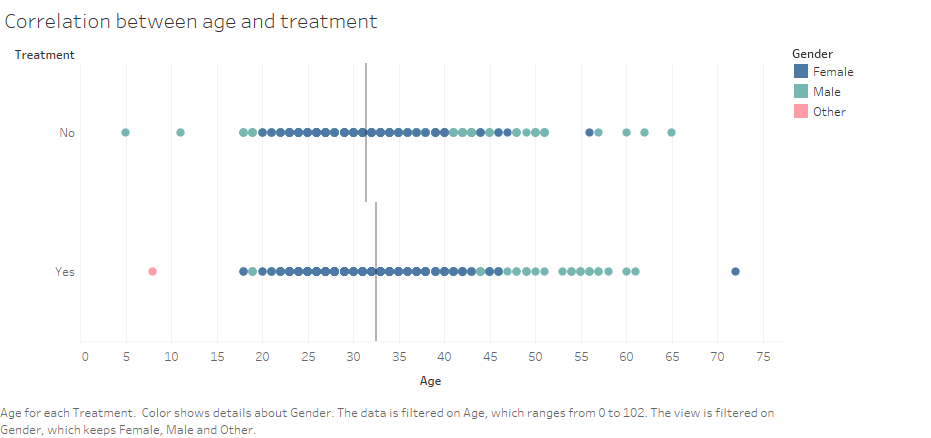 Correlation between age and treatment
Treatment
Gender
Female
Male
Other
No
Yes
0 5 10 15 20 25 30 35 40 45 50 55 60 65 70 75
Age
Age for each Treatment.  Color shows details about Gender. The data is filtered on Age, which ranges from 0 to 102. The view is filtered on
Gender, which keeps Female, Male and Other.